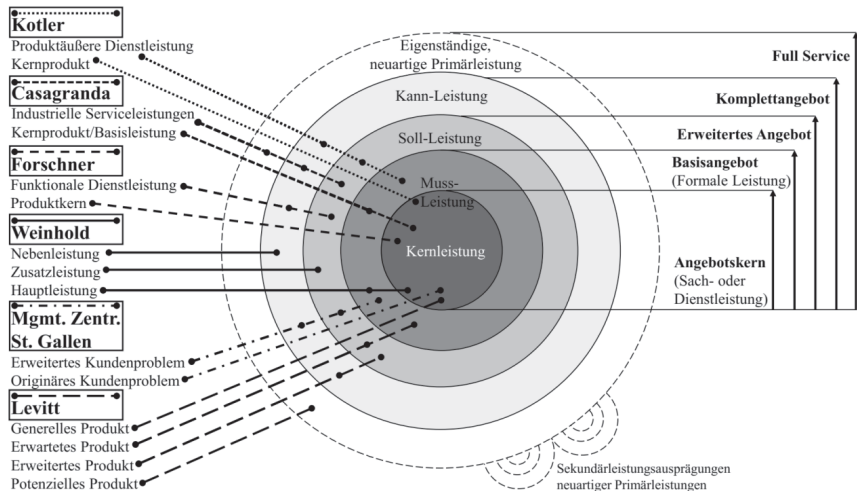 Kotler
Produktäußere Dienstleistung
Kernprodukt
Casagranda
Industrielle Serviceleistungen
Kernprodukt/Basisleistung
Forschner
Funktionale Dienstleistung
Produktkern
Weinhold
Nebenleistung
Zusatzleistung
Hauptleistung
Mgmt. Zentr.
St. Gallen
Erweitertes Kundenproblem
Originäres Kundenproblem
Levitt
Generelles Produkt
Erwartetes Produkt
Erweitertes Produkt
Potenzielles Produkt
Eigenständige,
neuartige Primärleistung
Kann-Leistung
Soll-Leistung
Muss-
Leistung
Kernleistung
Full Service
Komplettangebot
Erweitertes Angebot
Basisangebot
(Formale Leistung)
Angebotskern
(Sach- oder
Dienstleistung)
Sekundärleistungsausprägungen
neuartiger Primärleistungen